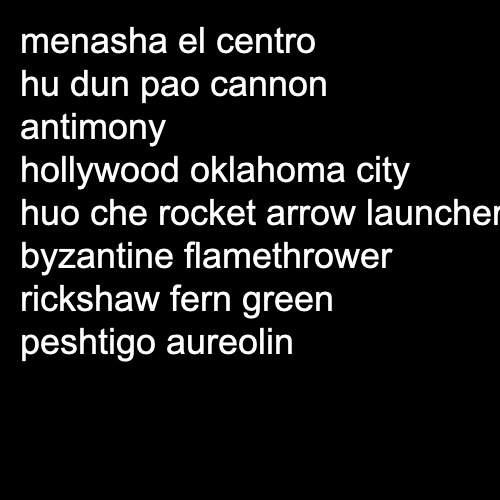 menasha el centro
hu dun pao cannon
antimony
hollywood oklahoma city
huo che rocket arrow launcher
byzantine flamethrower
rickshaw fern green
peshtigo aureolin